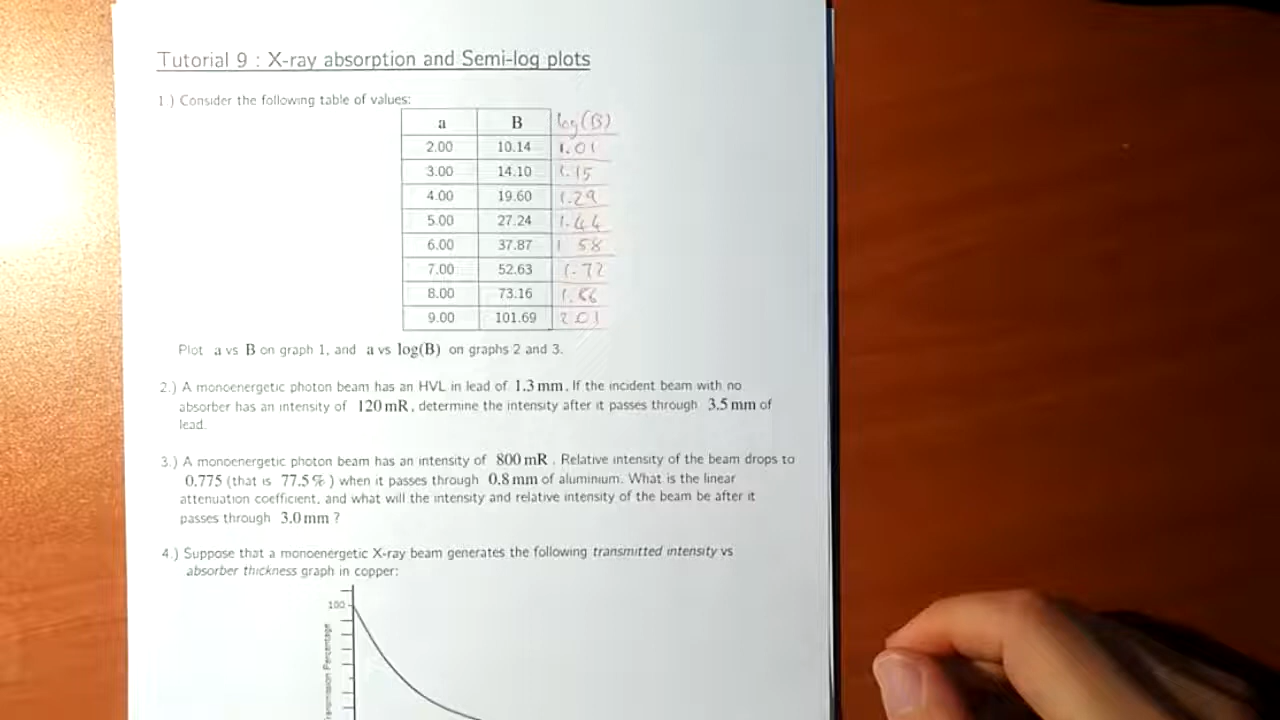 Tutorial 9 : X-ray absorption and Semi-log plots
1.) Consider the following table of values:
a B log(B)
2.00 10.14 1.01
3.00 14.10 1.15
4.00 19.60 1.29
5.00 27.24 1.44
6.00 37.87 1 58
7.00 52.63 1.72
8.00 73.16 1.86
9.00 101.69 2.01
Plot a vs B on graph 1, and a vs log(B) on graphs 2 and 3.
2.) A monoenergetic photon beam has an HVL in lead of 1.3 mm. If the incident beam with no
absorber has an intensity of 120 mR, determine the intensity after it passes through 3.5 mm of
lead.
3.) A monoenergetic photon beam has an intensity of 800 mR. Relative intensity of the beam drops to
0.775 (that is 77.5 %) when it passes through 0.8 mm of aluminium. What is the linear
attenuation coefficient, and what will the intensity and relative intensity of the beam be after it
passes through 3.0 mm ?
4.) Suppose that a monoenergetic X-ray beam generates the following transmitted intensity vs
absorber thickness graph in copper:
100
Percentage